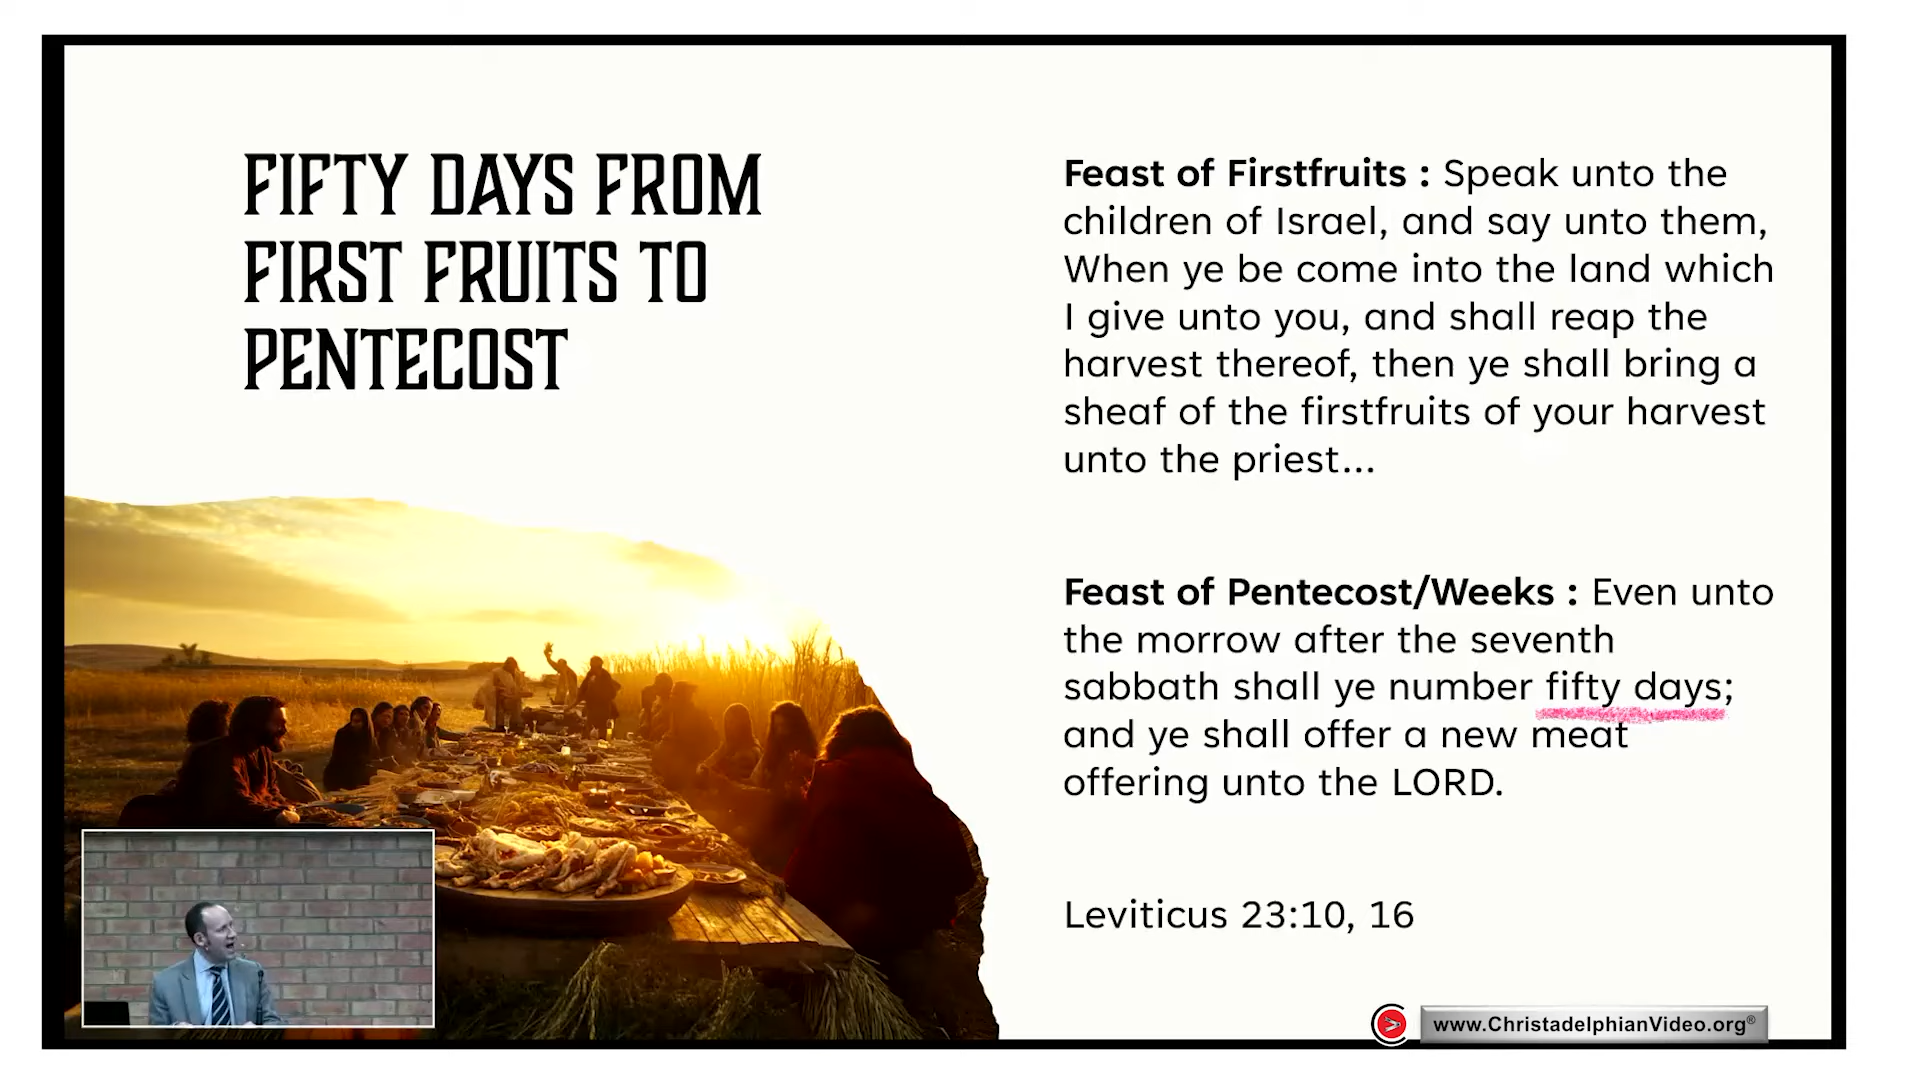 FIFTY DAYS FROM
FIRST FRUITS TO
PENTECOST
Feast of Firstfruits : Speak unto the
children of Israel, and say unto them,
When ye be come into the land which
I give unto you, and shall reap the
harvest thereof, then ye shall bring a
sheaf of the firstfruits of your harvest
unto the priest...
Feast of Pentecost/Weeks : Even unto
the morrow after the seventh
sabbath shall ye number fifty days;
and ye shall offer a new meat
offering unto the LORD.
Leviticus 23:10, 16
www.ChristadelphianVideo.org®